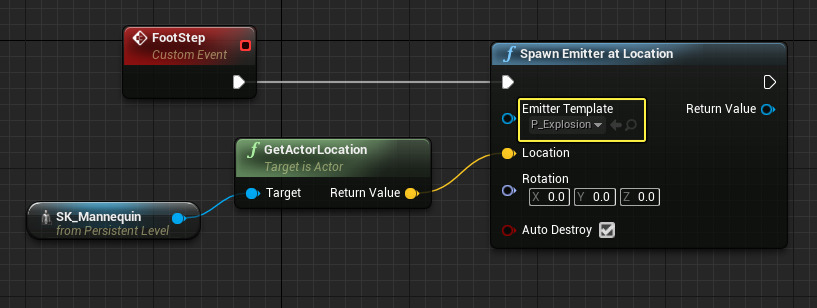 FootStep
Custom Event
Spawn Emitter at Location
Emitter Template
P_Explosion
Return Value
GetActorLocation
Target is Actor
Target
Return Value
Location
Rotation
X 0.0 Y 0.0 Z 0.0
SK_Mannequin
from Persistent Level
Auto Destroy